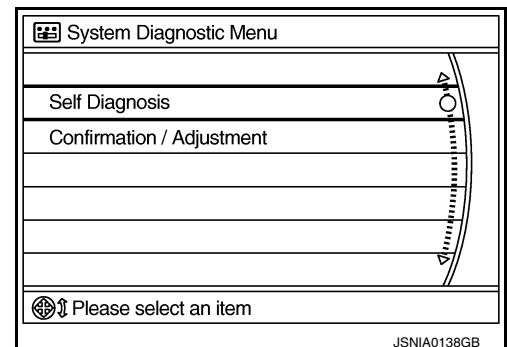 System Diagnostic Menu
Self Diagnosis
Confirmation / Adjustment
Please select an item
JSNIA0138GB